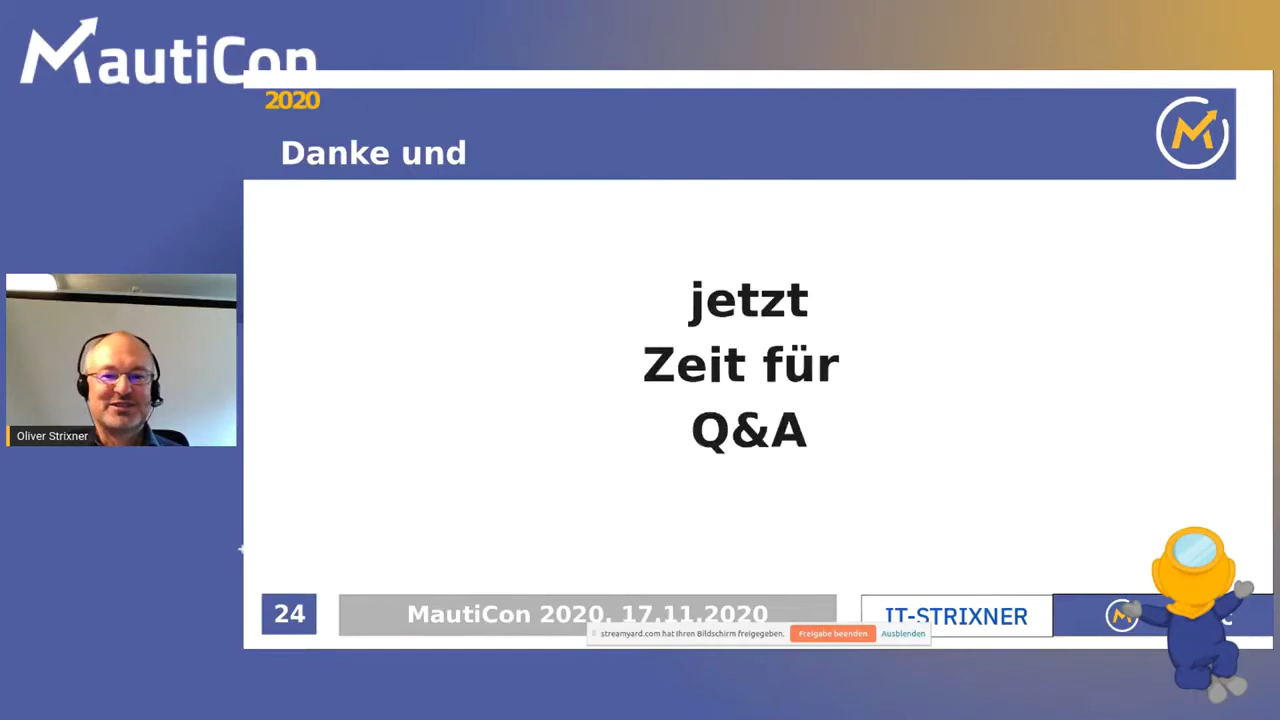 MautiCon
2020
Danke und
jetzt
Zeit für
Q&A
Oliver Strixner
24
MautiCon 2020, 17.11.2020
IT-STRIXNER
streamyard.com hat Ihren Bildschirm freigegeben.
Freigabe beenden
Ausblenden